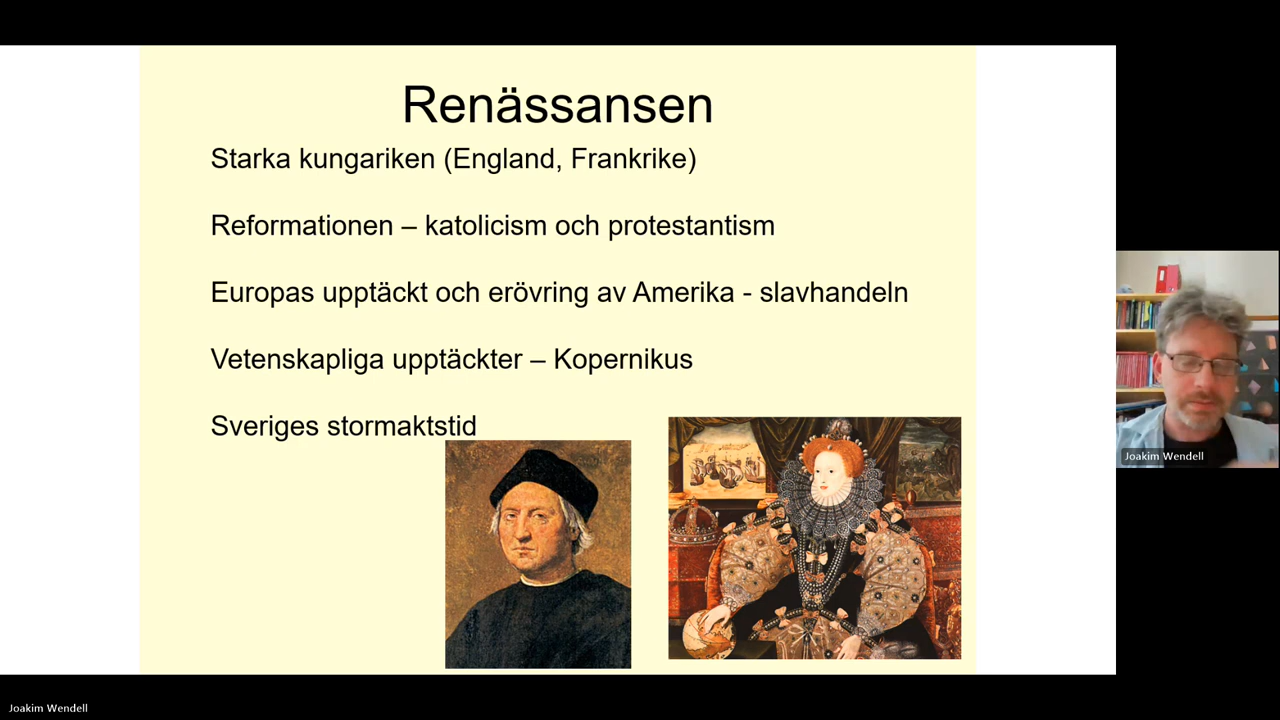 Renässansen
Starka kungariken (England, Frankrike)
Reformationen – katolicism och protestantism
Europas upptäckt och erövring av Amerika - slavhandeln
Vetenskapliga upptäckter – Kopernikus
Sveriges stormaktstid
Joakim Wendell
Joakim Wendell